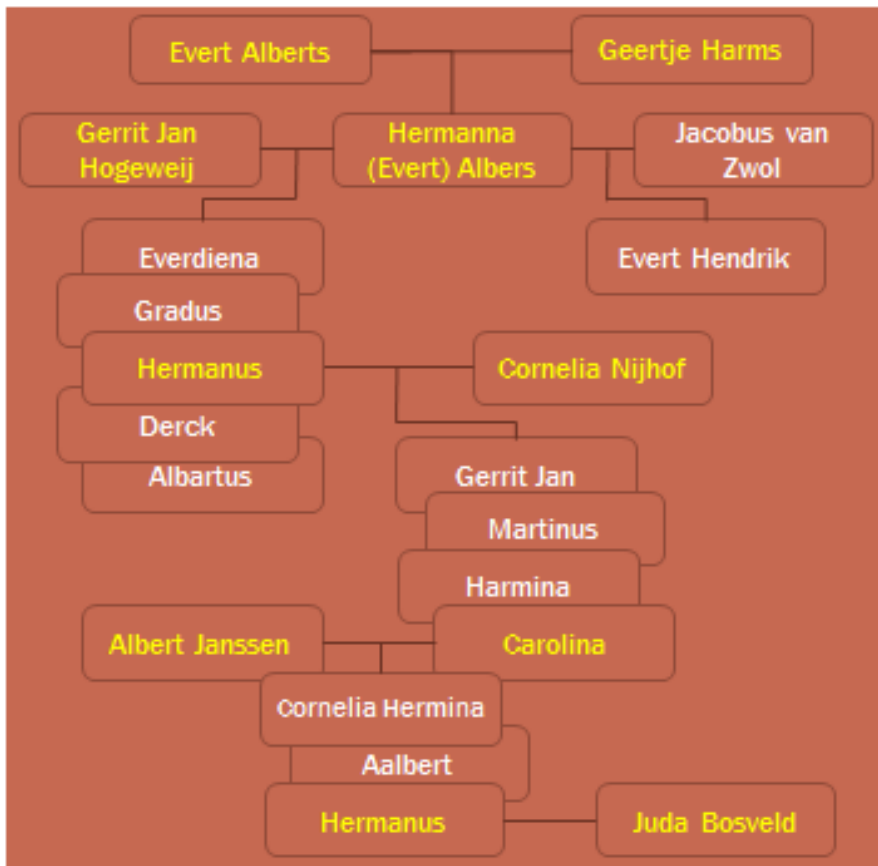 Evert Alberts
Geertje Harms
Gerrit Jan
Hogeweij
Hermanna
(Evert) Albers
Jacobus van
Zwol
Everdiena
Evert Hendrik
Gradus
Hermanus
Cornelia Nijhof
Derck
Albartus
Gerrit Jan
Martinus
Harmina
Albert Janssen
Carolina
Cornelia Hermina
Aalbert
Hermanus
Juda Bosveld